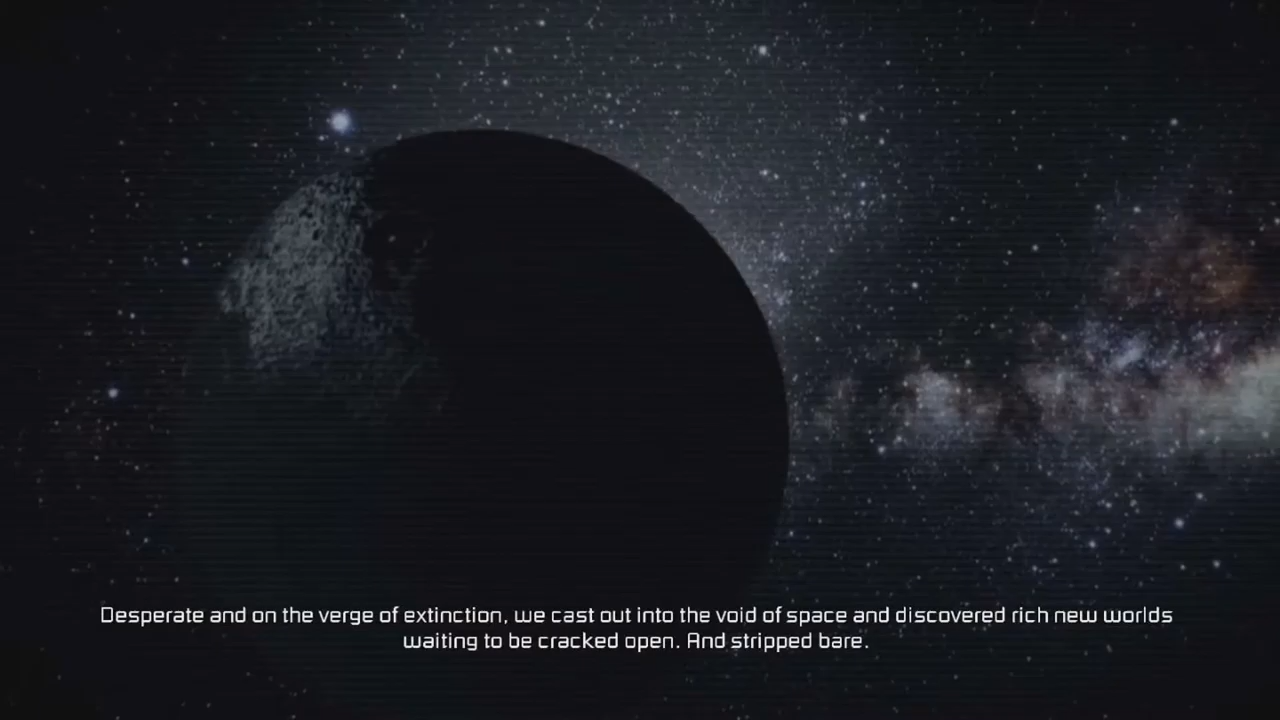 Desperate and on the verge of extinction, we cast out into the void of space and discovered rich new worlds
waiting to be cracked open. And stripped bare.